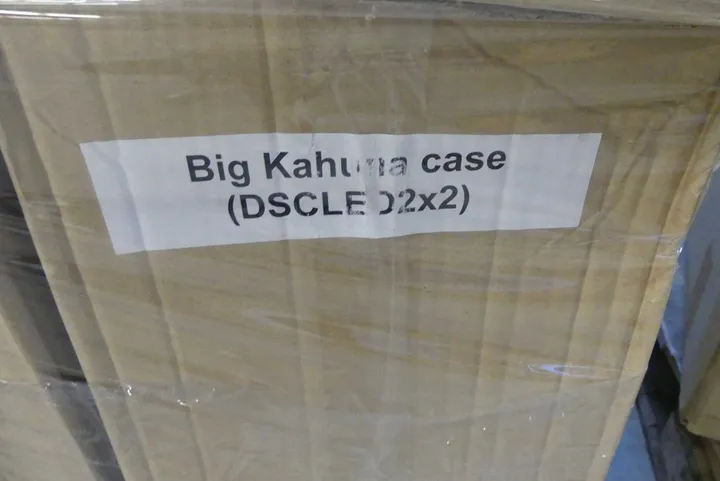 Big Kahuna case
(DSCLED2x2)